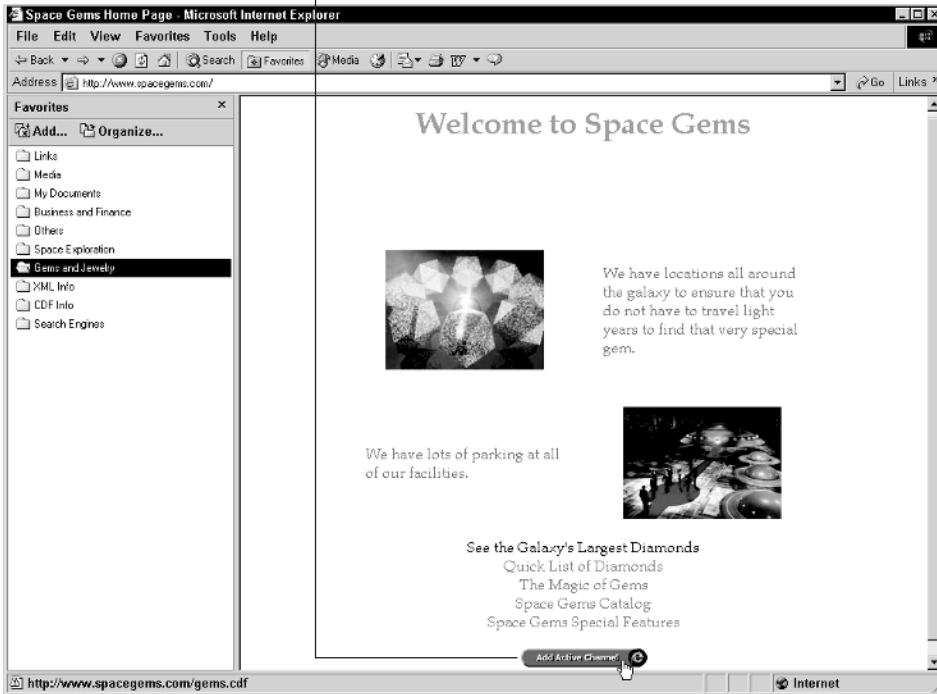 Space Gems Home Page - Microsoft Internet Explorer
File Edit View Favorites Tools Help
Back Search Favorites Media
Address http://www.spacegems.com/ Go Links »
Favorites ×
Add... Organize...
Links
Media
My Documents
Business and Finance
Others
Space Exploration
Gems and Jewelry
XML Info
CDF Info
Search Engines
Welcome to Space Gems
We have locations all around
the galaxy to ensure that you
do not have to travel light
years to find that very special
gem.
We have lots of parking at all
of our facilities.
See the Galaxy's Largest Diamonds
Quick List of Diamonds
The Magic of Gems
Space Gems Catalog
Space Gems Special Features
Add Active Channel
http://www.spacegems.com/gems.cdf Internet